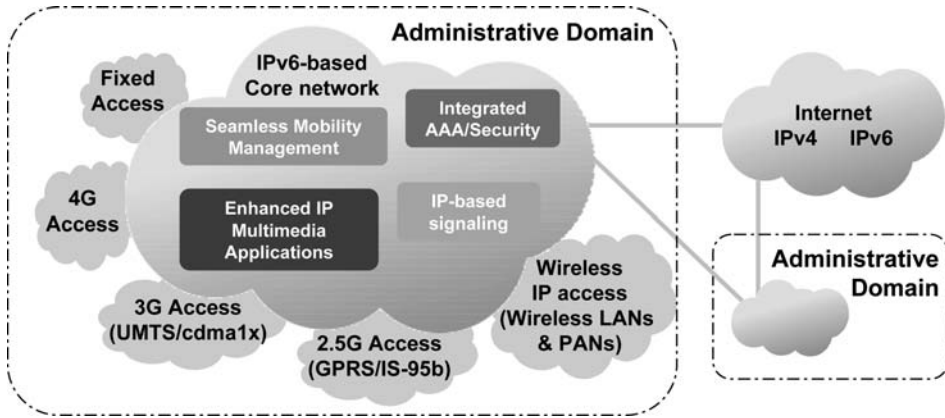 Administrative Domain
IPv6-based
Core network
Fixed
Access
Seamless Mobility
Management
Integrated
AAA/Security
4G
Access
Enhanced IP
Multimedia
Applications
IP-based
signaling
3G Access
(UMTS/cdma1x)
2.5G Access
(GPRS/IS-95b)
Wireless
IP access
(Wireless LANs
& PANs)
Internet
IPv4 IPv6
Administrative
Domain